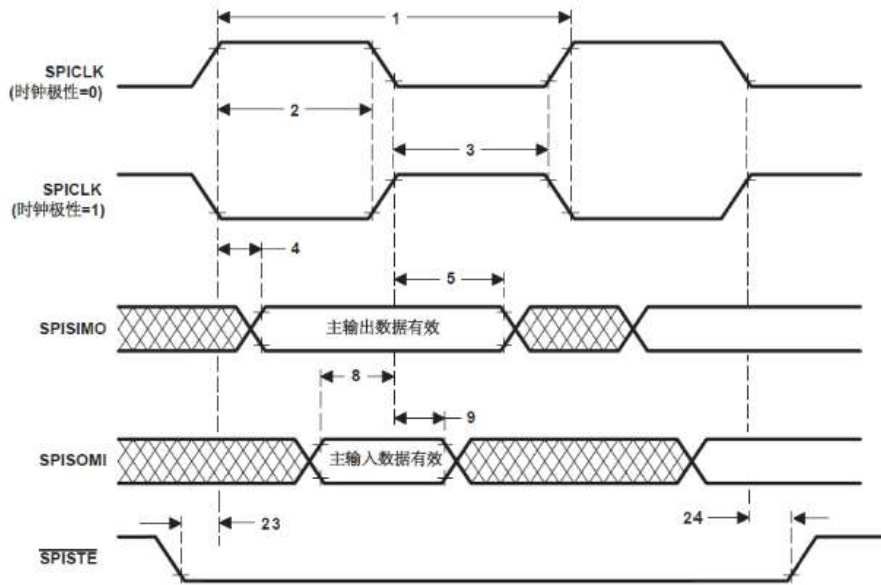 1
SPICLK
(时钟极性=0)
2
3
SPICLK
(时钟极性=1)
4
5
SPISIMO
主输出数据有效
8
9
SPISOMI
主输入数据有效
23
24
SPISTE